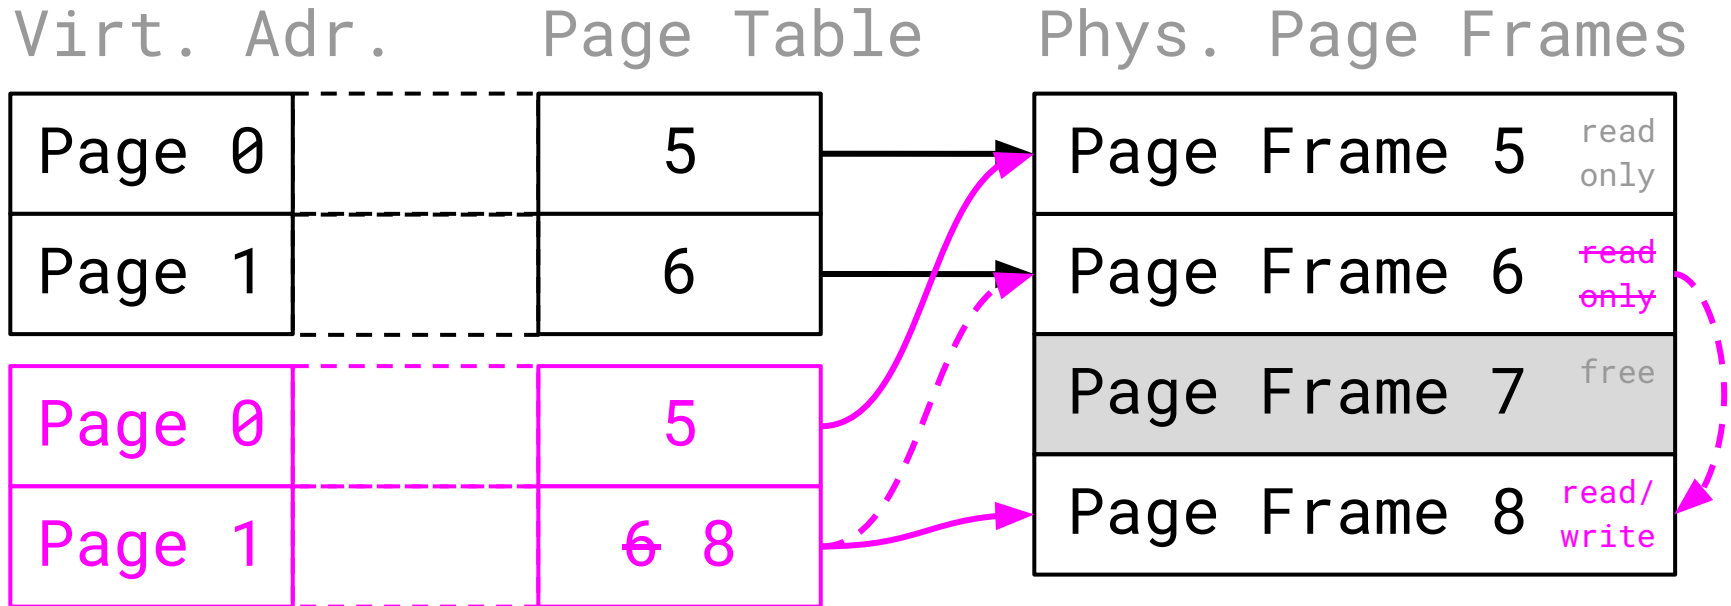 Virt. Adr. Page Table Phys. Page Frames
Page 0 5 Page Frame 5 read only
Page 1 6 Page Frame 6 read only
Page Frame 7 free
Page 0 5
Page 1 6 8 Page Frame 8 read/ write